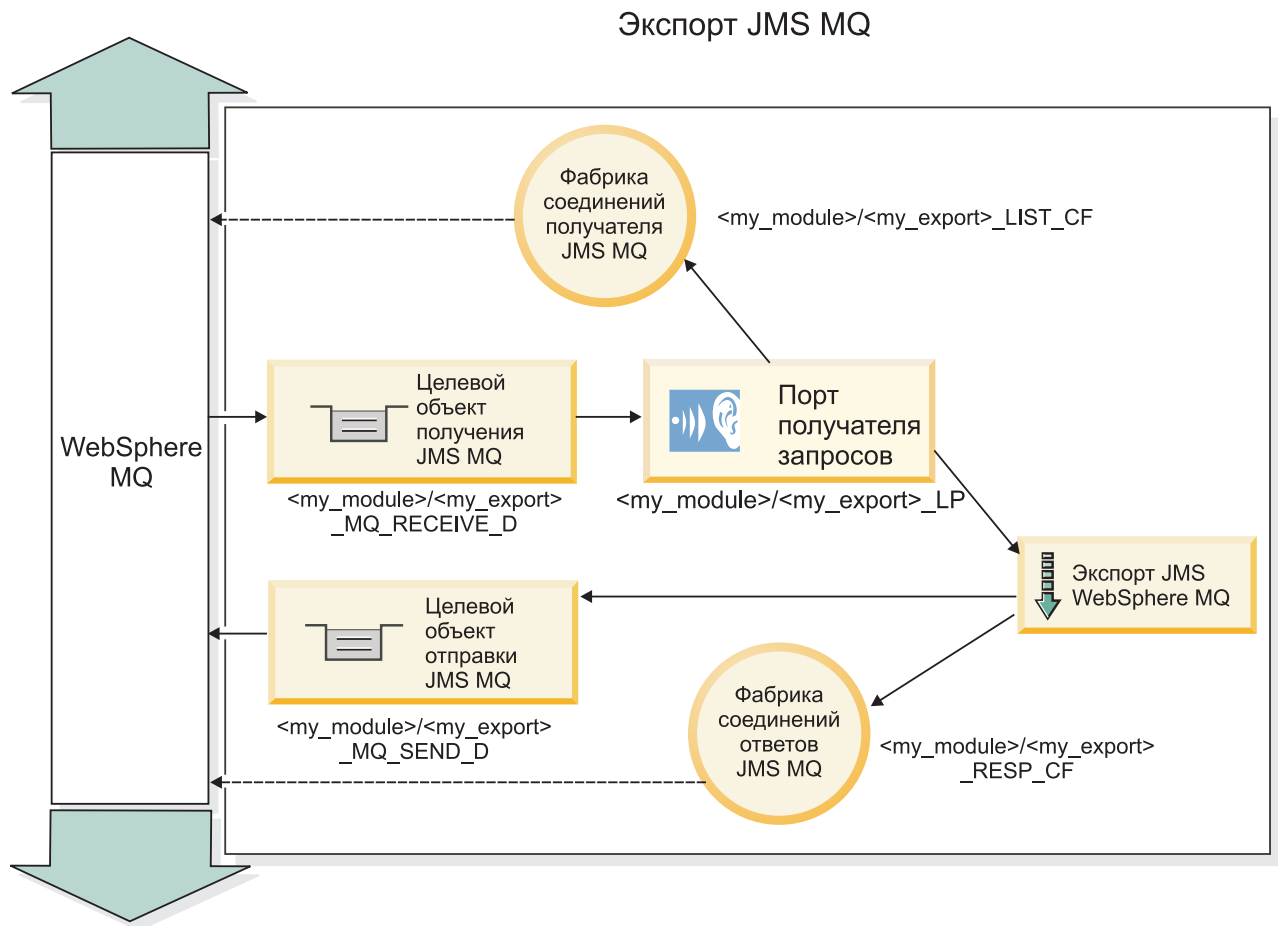 Экспорт JMS MQ
Фабрика
соединений
получателя
JMS MQ
<my_module>/<my_export>_LIST_CF
WebSphere
MQ
Целевой
объект
получения
JMS MQ
<my_module>/<my_export>
_MQ_RECEIVE_D
Порт
получателя
запросов
<my_module>/<my_export>_LP
Экспорт JMS
WebSphere MQ
Целевой
объект
отправки
JMS MQ
<my_module>/<my_export>
_MQ_SEND_D
Фабрика
соединений
ответов
JMS MQ
<my_module>/<my_export>
_RESP_CF